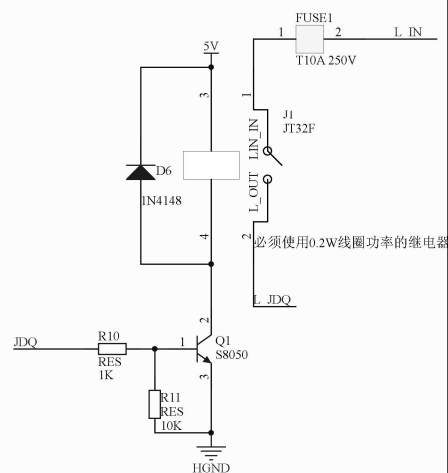 FUSE1
1
2
L_IN
T10A 250V
5V
3
1
J1
JT32F
LIN_IN
D6
1N4148
L_OUT
4
2
必须使用0.2W线圈功率的继电器
L_JDQ
2
JDQ
R10
RES
1K
1
Q1
S8050
3
R11
RES
10K
HGND